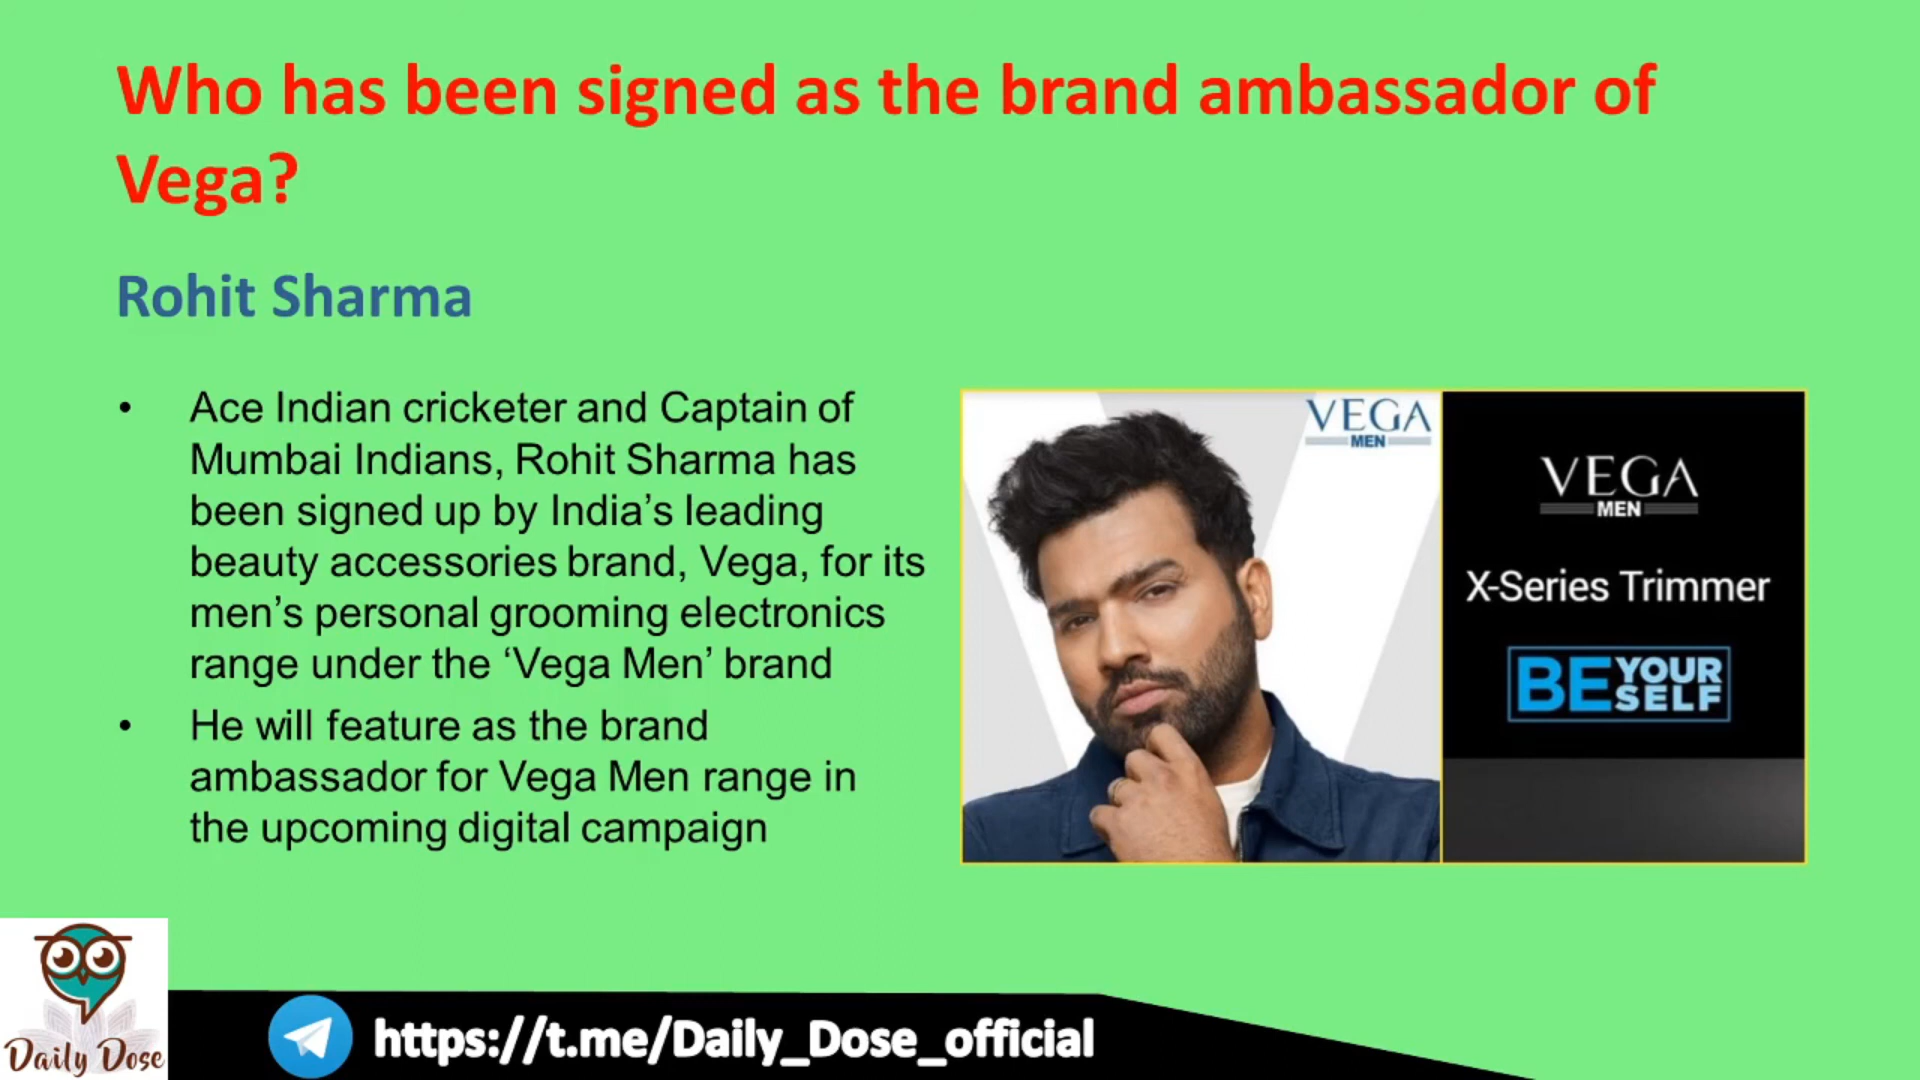 Who has been signed as the brand ambassador of
Vega?
Rohit Sharma
• Ace Indian cricketer and Captain of
Mumbai Indians, Rohit Sharma has
been signed up by India’s leading
beauty accessories brand, Vega, for its
men’s personal grooming electronics
range under the ‘Vega Men’ brand
• He will feature as the brand
ambassador for Vega Men range in
the upcoming digital campaign
VEGA
MEN
VEGA
MEN
X-Series Trimmer
BE YOUR
SELF
Daily Dose
https://t.me/Daily_Dose_official